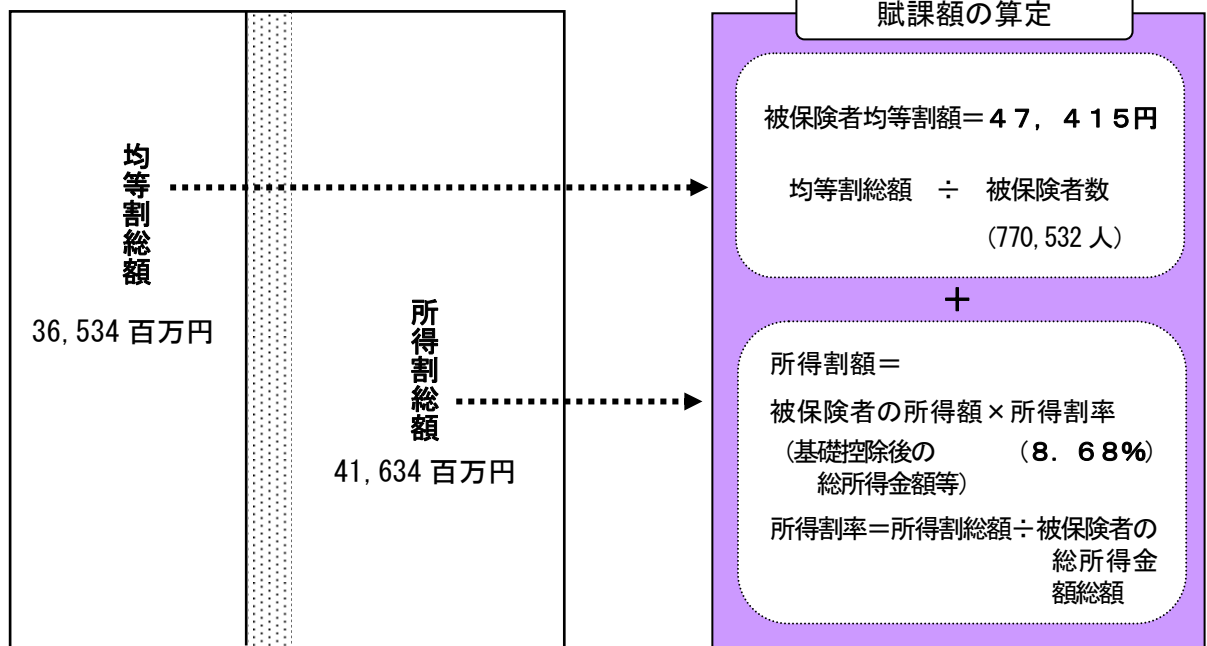 均等割総額
36,534 百万円
所得割総額
41,634 百万円
賦課額の算定
被保険者均等割額＝４７，４１５円
均等割総額 ÷ 被保険者数
(770,532 人)
＋
所得割額＝
被保険者の所得額×所得割率
（基礎控除後の （８．６８%）
総所得金額等）
所得割率＝所得割総額÷被保険者の
総所得金
額総額